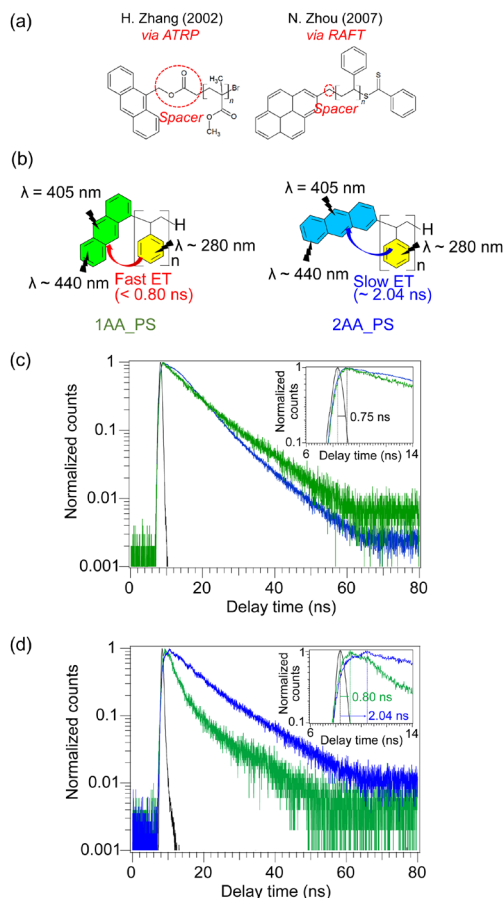 (a)
H. Zhang (2002)
via ATRP
N. Zhou (2007)
via RAFT
O
O
CH₃
Br
n
O
O
CH₃
Spacer
S
S
n
Spacer
(b)
λ = 405 nm
H
λ ~ 280 nm
n
λ ~ 440 nm
Fast ET
(< 0.80 ns)
1AA_PS
λ = 405 nm
H
λ ~ 280 nm
n
λ ~ 440 nm
Slow ET
(~ 2.04 ns)
2AA_PS
(c)
Normalized counts
1
0.1
0.01
0.001
0 20 40 60 80
Delay time (ns)
Normalized
counts
1
0.1
0.75 ns
6 14
Delay time (ns)
(d)
Normalized counts
1
0.1
0.01
0.001
0 20 40 60 80
Delay time (ns)
Normalized
counts
1
0.1
0.80 ns
2.04 ns
6 14
Delay time (ns)